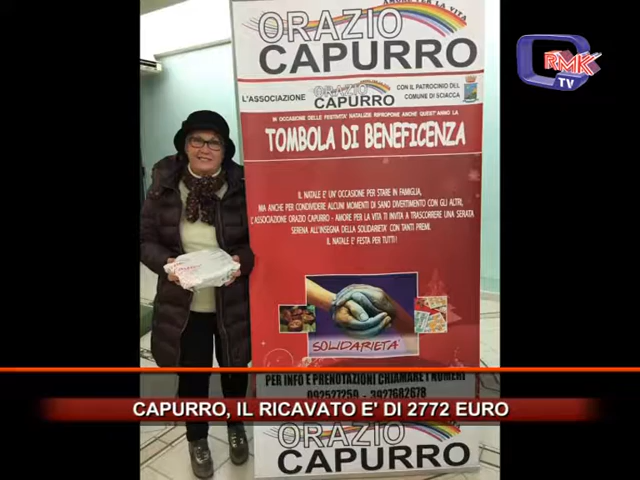 AMORE PER LA VITA
ORAZIO
CAPURRO
RMK
TV
L'ASSOCIAZIONE
ORAZIO
CAPURRO
CON IL PATROCINIO DEL
COMUNE DI SCIACCA
IN OCCASIONE DELLE FESTIVITA' NATALIZIE RIPROPONE ANCHE QUEST'ANNO LA
TOMBOLA DI BENEFICENZA
IL NATALE E' UN'OCCASIONE PER STARE IN FAMIGLIA,
MA ANCHE PER CONDIVIDERE ALCUNI MOMENTI DI SANO DIVERTIMENTO CON GLI ALTRI,
L'ASSOCIAZIONE ORAZIO CAPURRO - AMORE PER LA VITA TI INVITA A TRASCORRERE UNA SERATA
SERENA ALL'INSEGNA DELLA SOLIDARIETA' CON TANTI PREMI.
IL NATALE E' FESTA PER TUTTI!
SOLIDARIETA'
PER INFO E PRENOTAZIONI CHIAMARE I NUMERI
092527259 - 3927682678
CAPURRO, IL RICAVATO E' DI 2772 EURO
ORAZIO
CAPURRO